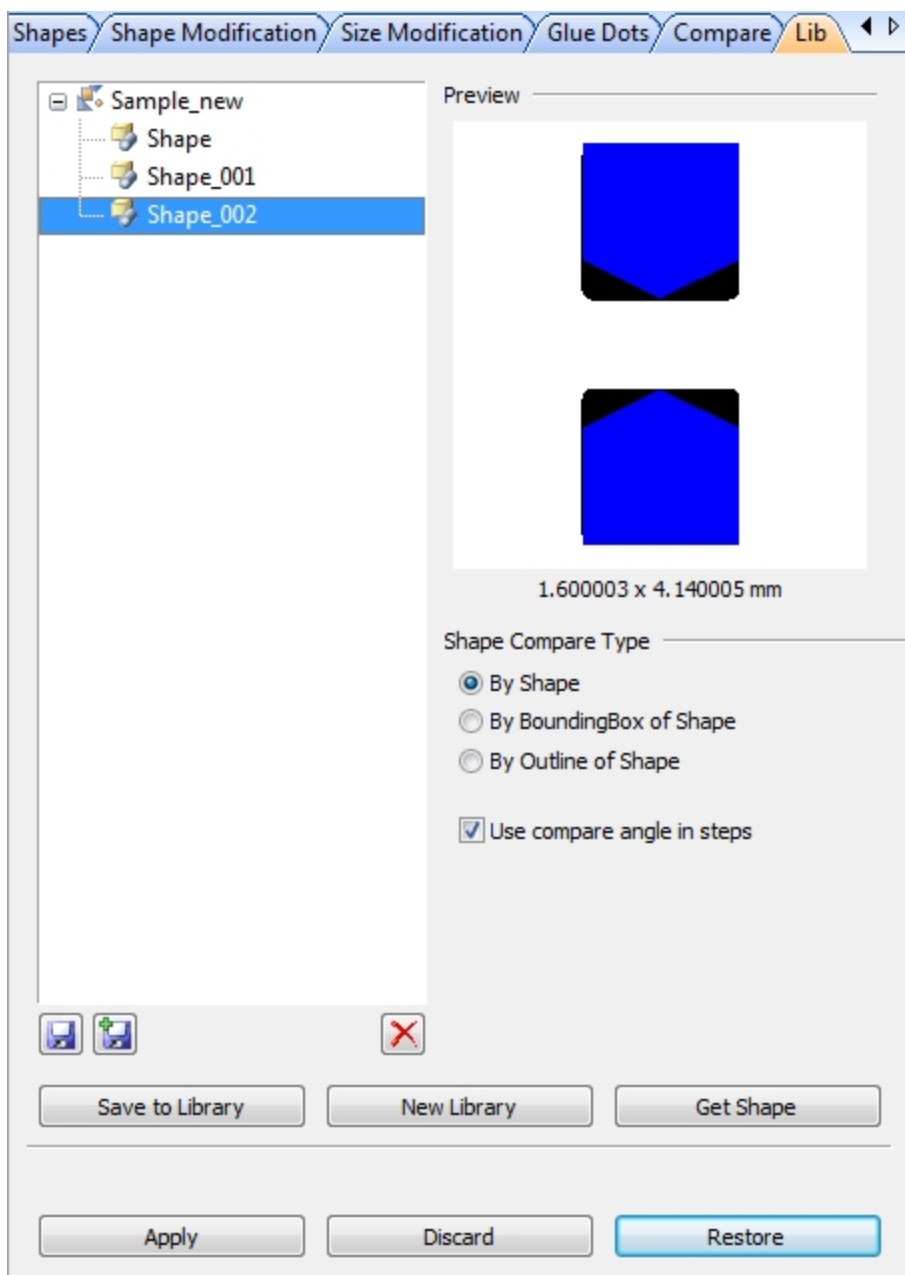 Shapes Shape Modification Size Modification Glue Dots Compare Lib
Sample_new
Shape
Shape_001
Shape_002
Preview
1.600003 x 4.140005 mm
Shape Compare Type
By Shape
By BoundingBox of Shape
By Outline of Shape
Use compare angle in steps
Save to Library New Library Get Shape
Apply Discard Restore